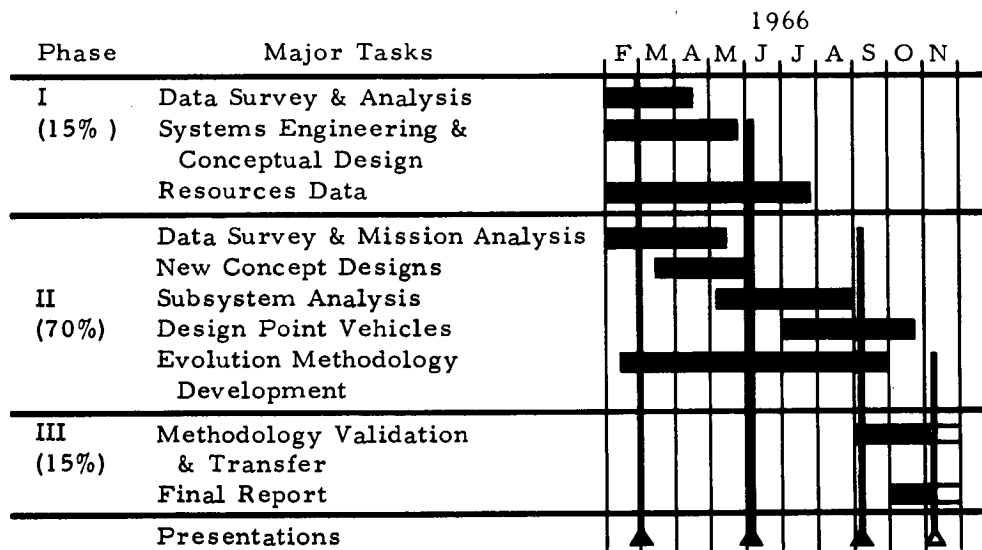 1966
Phase Major Tasks F M A M J J A S O N
I Data Survey & Analysis
(15% ) Systems Engineering &
Conceptual Design
Resources Data
Data Survey & Mission Analysis
New Concept Designs
II Subsystem Analysis
(70%) Design Point Vehicles
Evolution Methodology
Development
III Methodology Validation
(15%) & Transfer
Final Report
Presentations